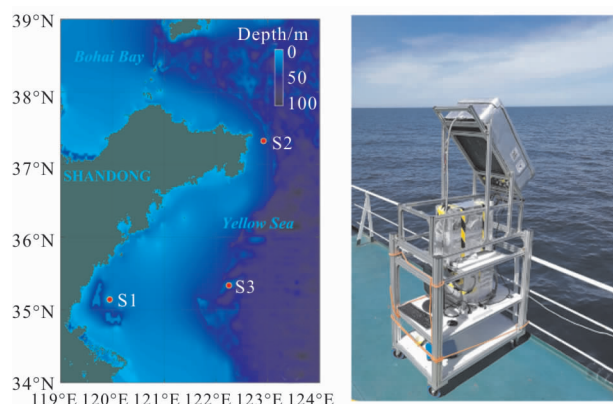 39°N
Depth/m
Bohai Bay
0
50
100
38°N
S2
37°N
SHANDONG
Yellow Sea
36°N
S1
S3
35°N
34°N
119°E 120°E 121°E 122°E 123°E 124°E